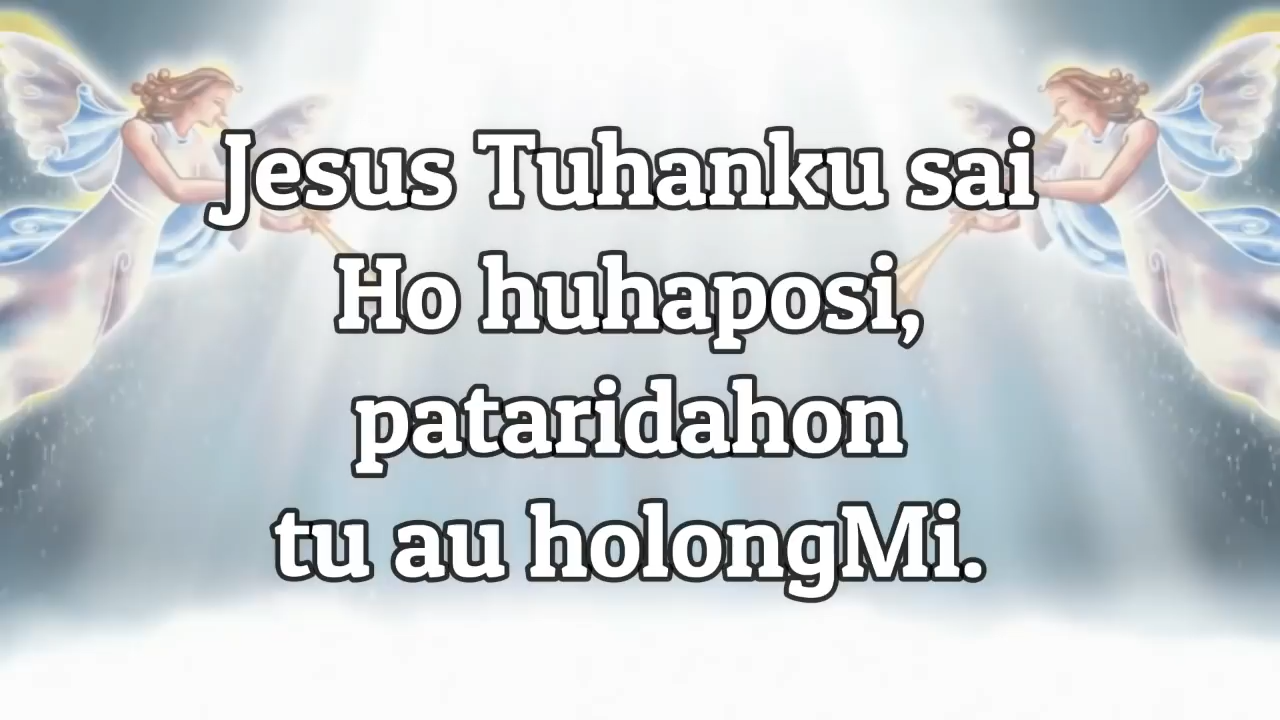 Jesus Tuhanku sai
Ho huhaposi,
pataridahon
tu au holongMi.